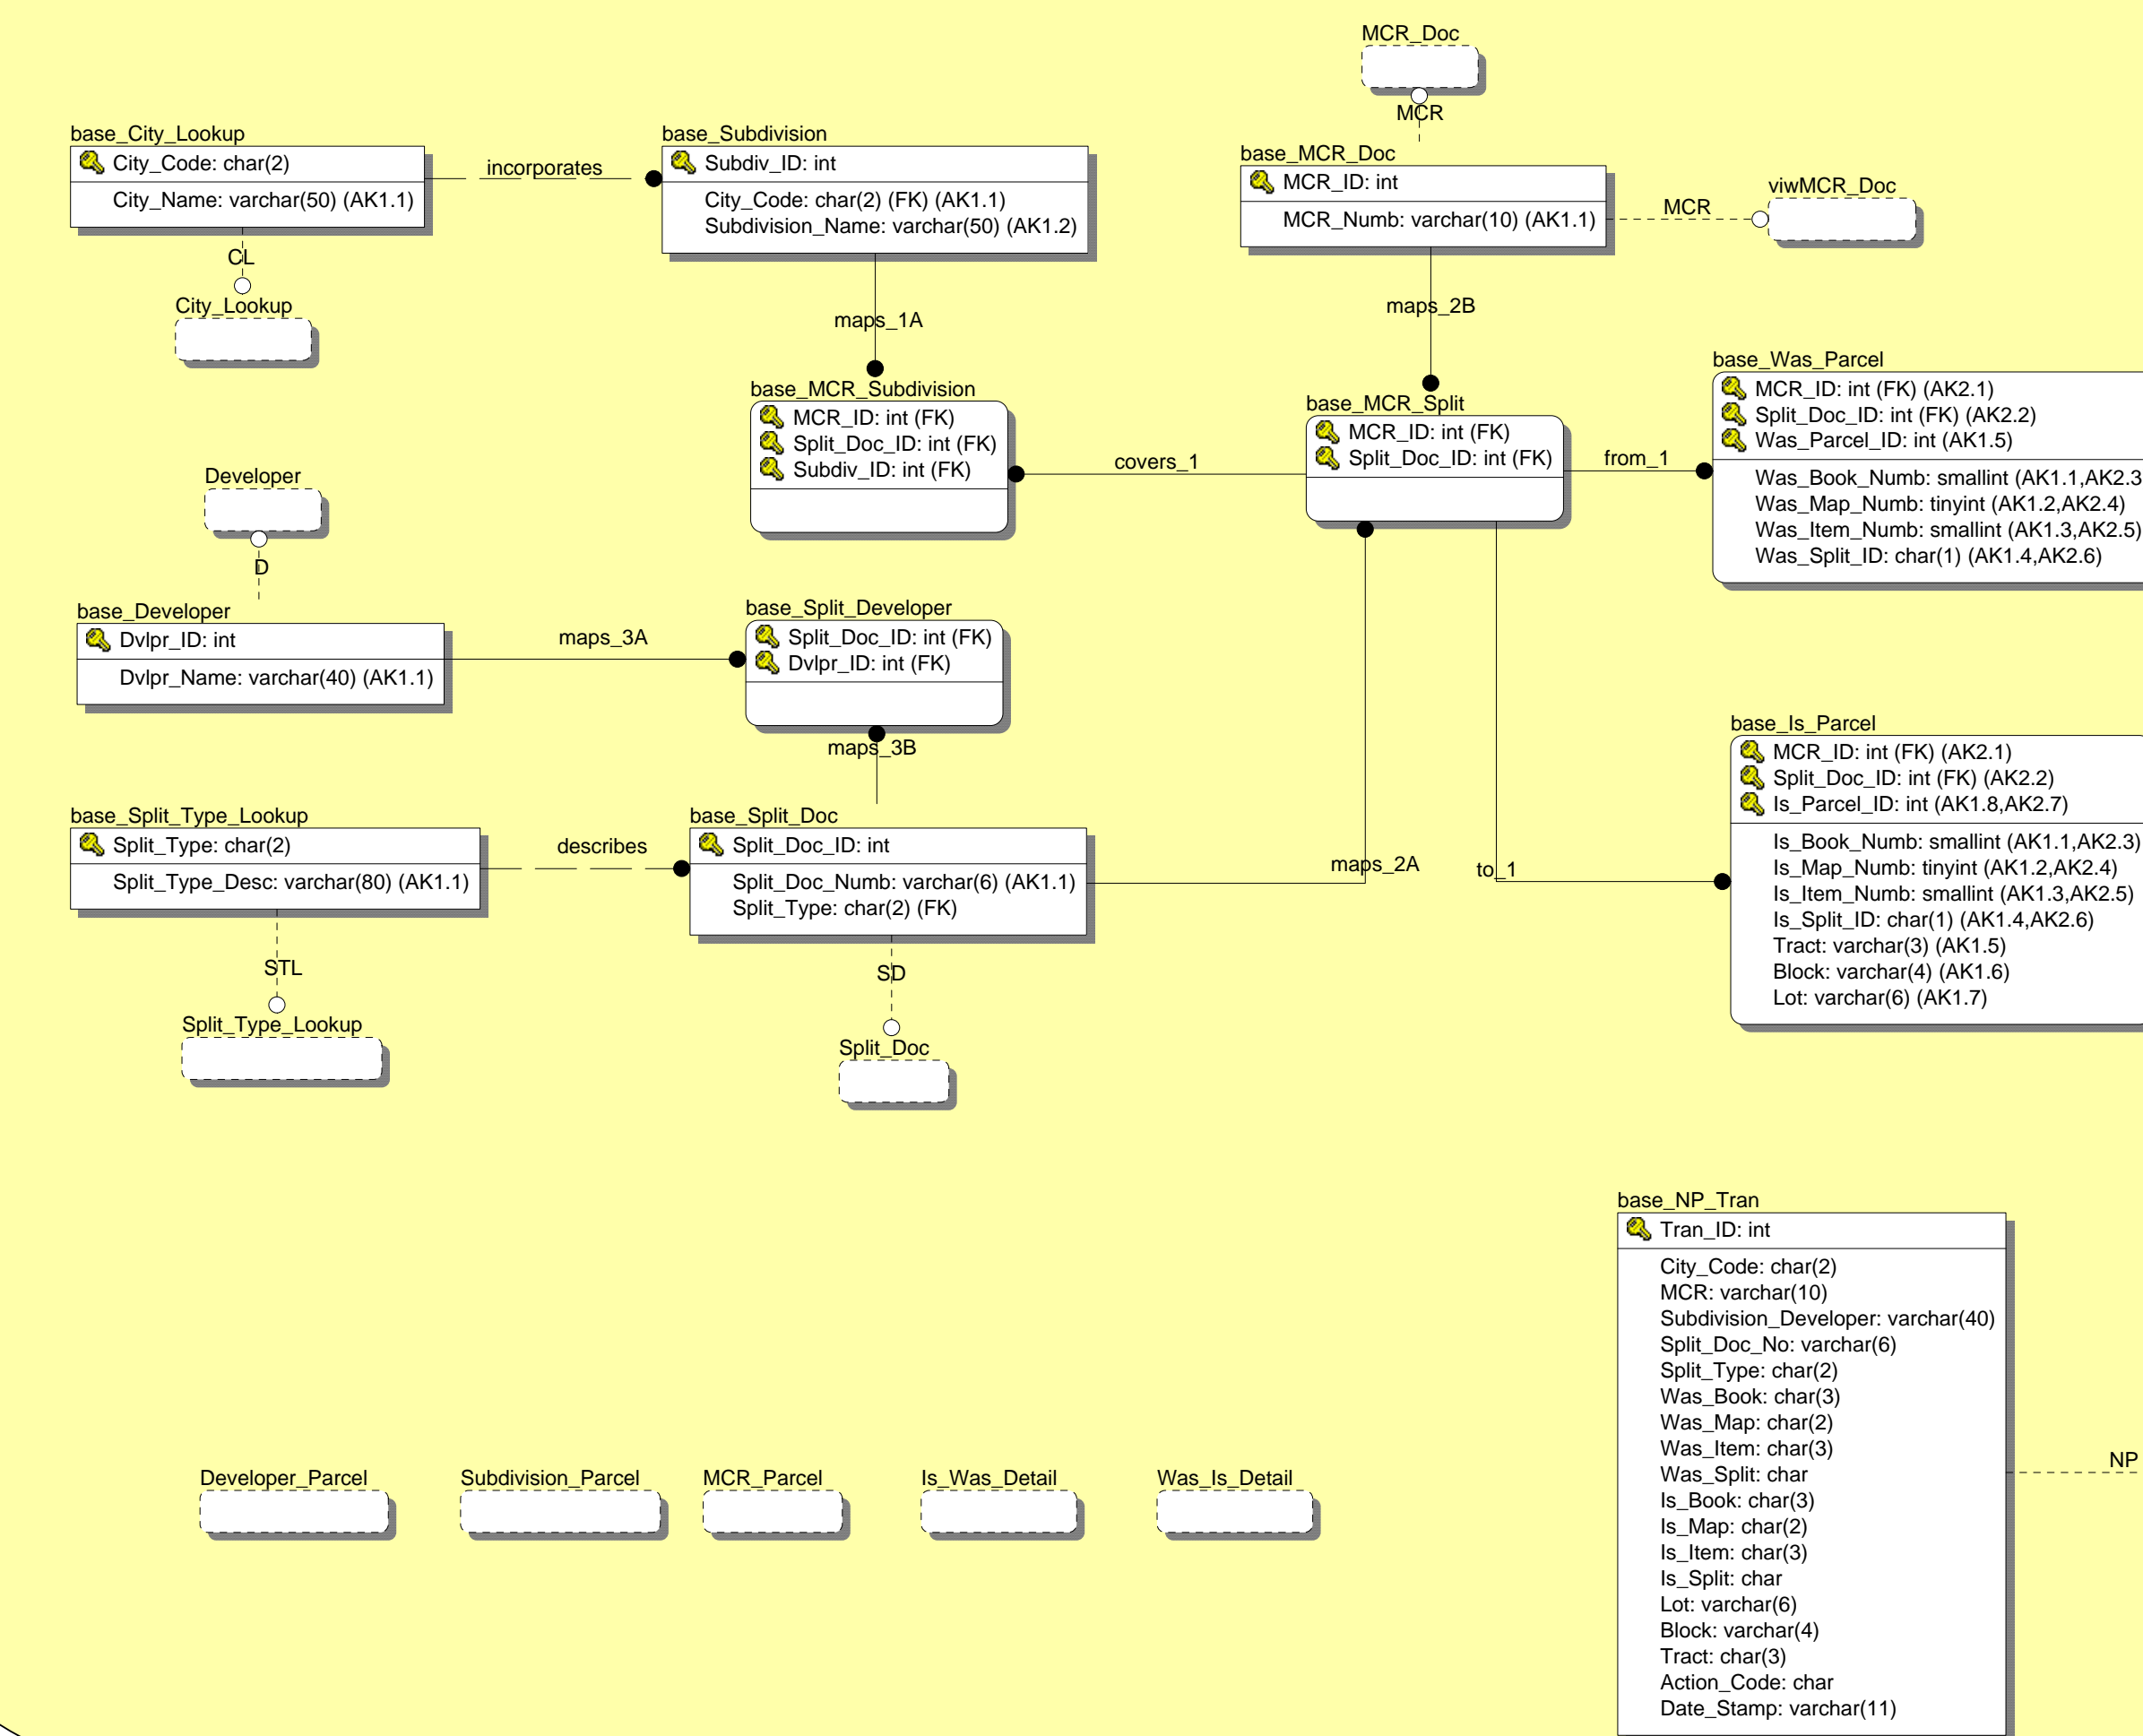 MCR_Doc
MCR
base_City_Lookup
City_Code: char(2)
City_Name: varchar(50) (AK1.1)
incorporates
base_Subdivision
Subdiv_ID: int
City_Code: char(2) (FK) (AK1.1)
Subdivision_Name: varchar(50) (AK1.2)
base_MCR_Doc
MCR_ID: int
MCR_Numb: varchar(10) (AK1.1)
MCR
viwMCR_Doc
CL
City_Lookup
maps_1A
maps_2B
base_MCR_Subdivision
MCR_ID: int (FK)
Split_Doc_ID: int (FK)
Subdiv_ID: int (FK)
covers_1
base_MCR_Split
MCR_ID: int (FK)
Split_Doc_ID: int (FK)
from_1
base_Was_Parcel
MCR_ID: int (FK) (AK2.1)
Split_Doc_ID: int (FK) (AK2.2)
Was_Parcel_ID: int (AK1.5)
Was_Book_Numb: smallint (AK1.1,AK2.3
Was_Map_Numb: tinyint (AK1.2,AK2.4)
Was_Item_Numb: smallint (AK1.3,AK2.5)
Was_Split_ID: char(1) (AK1.4,AK2.6)
Developer
D
base_Developer
Dvlpr_ID: int
Dvlpr_Name: varchar(40) (AK1.1)
maps_3A
base_Split_Developer
Split_Doc_ID: int (FK)
Dvlpr_ID: int (FK)
maps_3B
base_Split_Type_Lookup
Split_Type: char(2)
Split_Type_Desc: varchar(80) (AK1.1)
describes
base_Split_Doc
Split_Doc_ID: int
Split_Doc_Numb: varchar(6) (AK1.1)
Split_Type: char(2) (FK)
maps_2A
to_1
base_Is_Parcel
MCR_ID: int (FK) (AK2.1)
Split_Doc_ID: int (FK) (AK2.2)
Is_Parcel_ID: int (AK1.8,AK2.7)
Is_Book_Numb: smallint (AK1.1,AK2.3)
Is_Map_Numb: tinyint (AK1.2,AK2.4)
Is_Item_Numb: smallint (AK1.3,AK2.5)
Is_Split_ID: char(1) (AK1.4,AK2.6)
Tract: varchar(3) (AK1.5)
Block: varchar(4) (AK1.6)
Lot: varchar(6) (AK1.7)
STL
Split_Type_Lookup
SD
Split_Doc
base_NP_Tran
Tran_ID: int
City_Code: char(2)
MCR: varchar(10)
Subdivision_Developer: varchar(40)
Split_Doc_No: varchar(6)
Split_Type: char(2)
Was_Book: char(3)
Was_Map: char(2)
Was_Item: char(3)
Was_Split: char
Is_Book: char(3)
Is_Map: char(2)
Is_Item: char(3)
Is_Split: char
Lot: varchar(6)
Block: varchar(4)
Tract: char(3)
Action_Code: char
Date_Stamp: varchar(11)
NP
Developer_Parcel
Subdivision_Parcel
MCR_Parcel
Is_Was_Detail
Was_Is_Detail